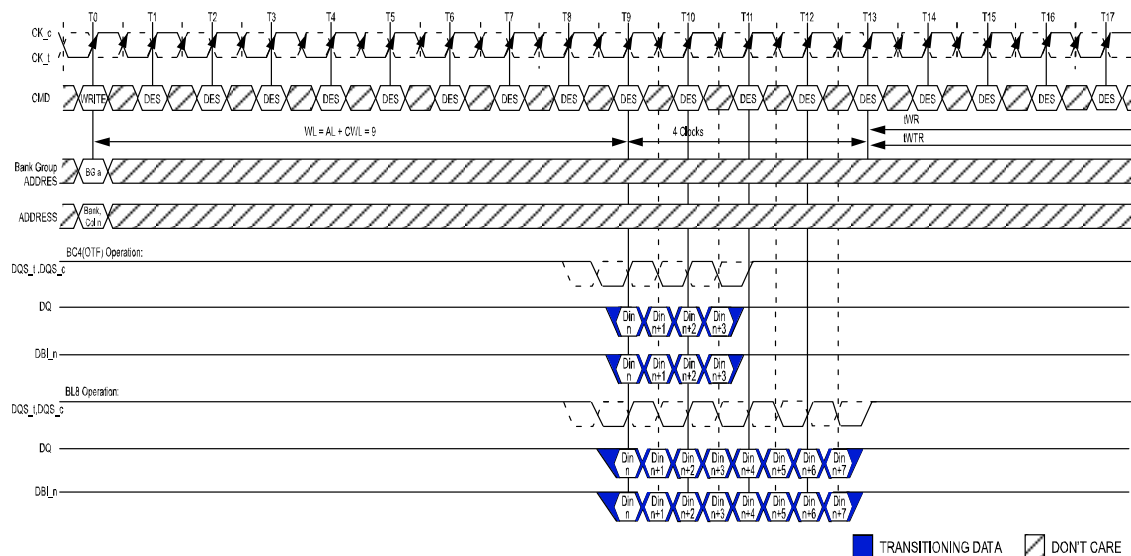 T0 T1 T2 T3 T4 T5 T6 T7 T8 T9 T10 T11 T12 T13 T14 T15 T16 T17
CK_c
CK_t
CMD WRITE DES DES DES DES DES DES DES DES DES DES DES DES DES DES DES DES DES
WL = AL + CWL = 9 4 Clocks tWR
tWTR
Bank Group
ADDRES
BG a
ADDRESS
Bank,
Col n
BC4(OTF) Operation:
DQS_t,DQS_c
DQ
Din Din Din Din
n n+1 n+2 n+3
DBI_n
Din Din Din Din
n n+1 n+2 n+3
BL8 Operation:
DQS_t,DQS_c
DQ
Din Din Din Din Din Din Din Din
n n+1 n+2 n+3 n+4 n+5 n+6 n+7
DBI_n
Din Din Din Din Din Din Din Din
n n+1 n+2 n+3 n+4 n+5 n+6 n+7
TRANSITIONING DATA DON'T CARE